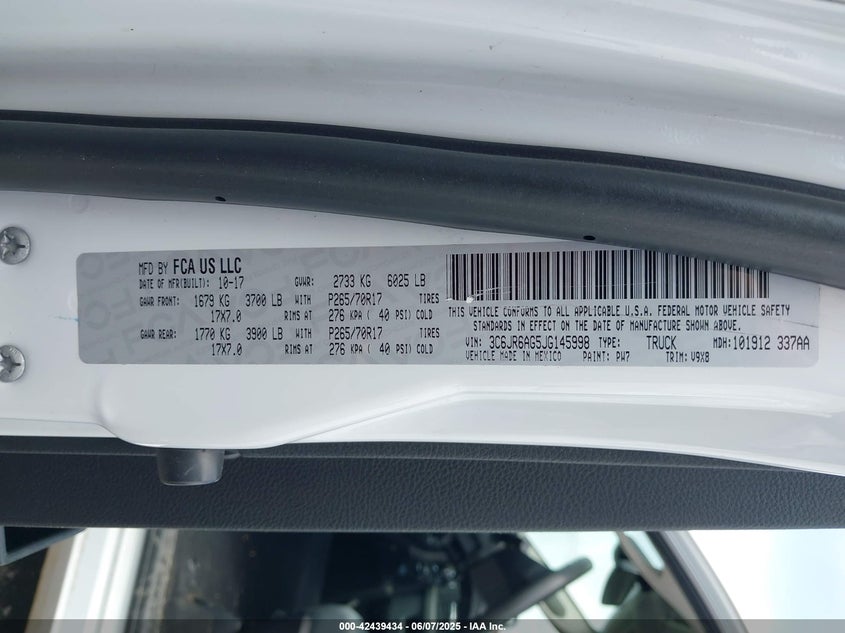 MFD BY FCA US LLC
DATE OF MFR(BUILT): 10-17 GVWR: 2733 KG 6025 LB
GAWR FRONT: 1679 KG 3700 LB WITH P265/70R17 TIRES
17X7.0 RIMS AT 276 KPA ( 40 PSI) COLD
GAWR REAR: 1770 KG 3900 LB WITH P265/70R17 TIRES
17X7.0 RIMS AT 276 KPA ( 40 PSI) COLD
THIS VEHICLE CONFORMS TO ALL APPLICABLE U.S.A. FEDERAL MOTOR VEHICLE SAFETY
STANDARDS IN EFFECT ON THE DATE OF MANUFACTURE SHOWN ABOVE.
VIN: 3C6JR6AG5JG145998 TYPE: TRUCK MDH: 101912 337AA
VEHICLE MADE IN MEXICO PAINT: PW7 TRIM: V9X8
000-42439434 - 06/07/2025 - IAA Inc.